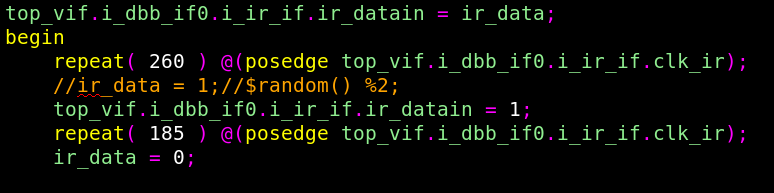 top_vif.i_dbb_if0.i_ir_if.ir_datain = ir_data;
begin
repeat( 260 ) @(posedge top_vif.i_dbb_if0.i_ir_if.clk_ir);
//ir_data = 1;//$random() %2;
top_vif.i_dbb_if0.i_ir_if.ir_datain = 1;
repeat( 185 ) @(posedge top_vif.i_dbb_if0.i_ir_if.clk_ir);
ir_data = 0;